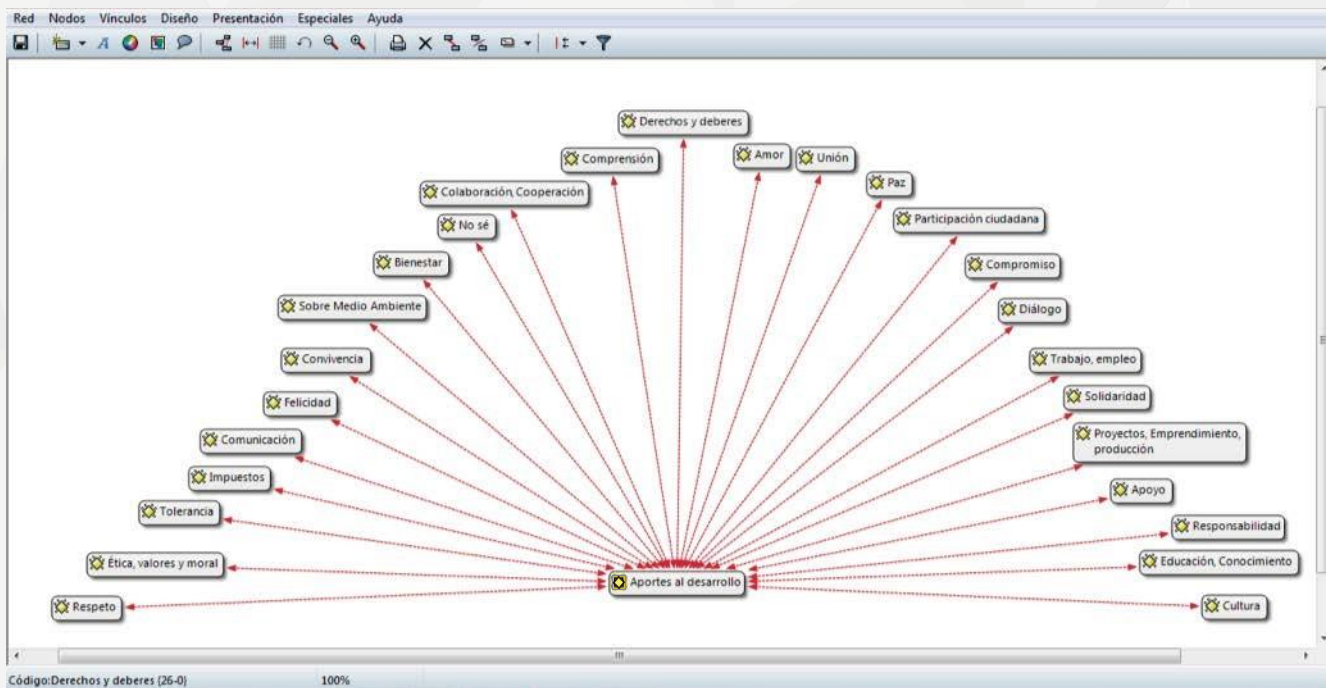 Red Nodos Vínculos Diseño Presentación Especiales Ayuda
Derechos y deberes
Comprensión
Amor
Unión
Paz
Colaboración, Cooperación
No sé
Participación ciudadana
Bienestar
Compromiso
Sobre Medio Ambiente
Diálogo
Convivencia
Trabajo, empleo
Felicidad
Solidaridad
Comunicación
Proyectos, Emprendimiento,
producción
Impuestos
Apoyo
Tolerancia
Responsabilidad
Ética, valores y moral
Educación, Conocimiento
Aportes al desarrollo
Respeto
Cultura
Código:Derechos y deberes {26-0} 100%